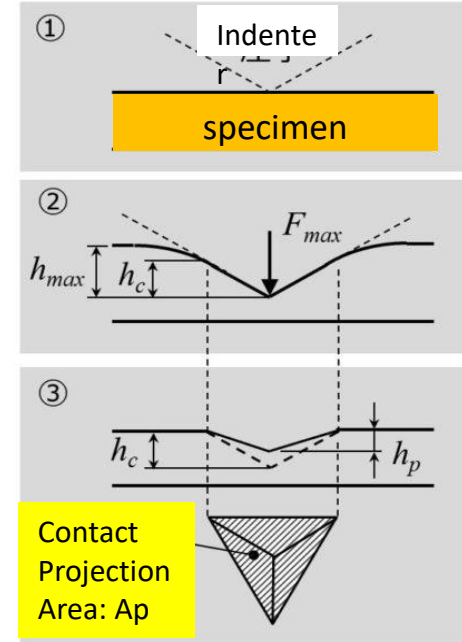 ①
Indente
r
specimen
②
F_max
h_max
h_c
③
h_c
h_p
Contact
Projection
Area: Ap